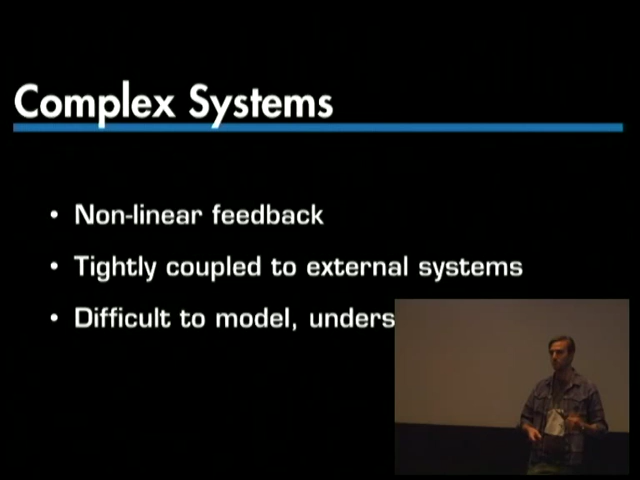 Complex Systems
• Non-linear feedback
• Tightly coupled to external systems
• Difficult to model, unders